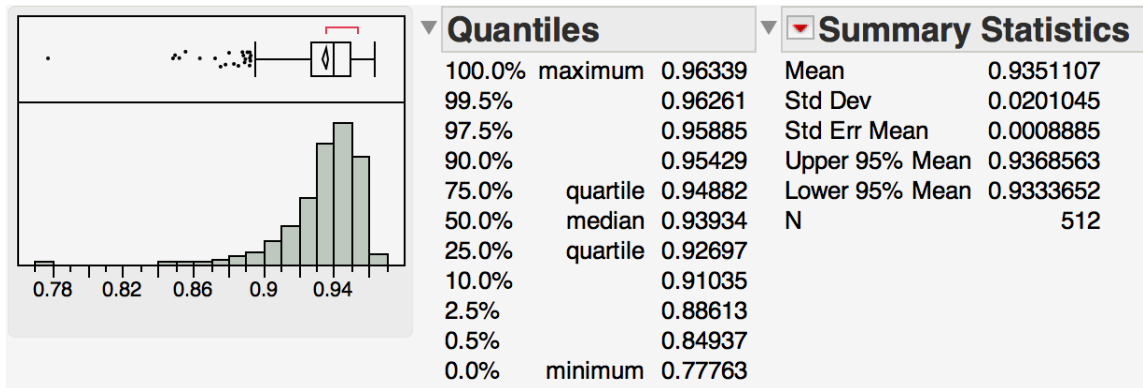 Quantiles
100.0% maximum 0.96339
99.5% 0.96261
97.5% 0.95885
90.0% 0.95429
75.0% quartile 0.94882
50.0% median 0.93934
25.0% quartile 0.92697
10.0% 0.91035
2.5% 0.88613
0.5% 0.84937
0.0% minimum 0.77763
Summary Statistics
Mean 0.9351107
Std Dev 0.0201045
Std Err Mean 0.0008885
Upper 95% Mean 0.9368563
Lower 95% Mean 0.9333652
N 512
0.78 0.82 0.86 0.9 0.94